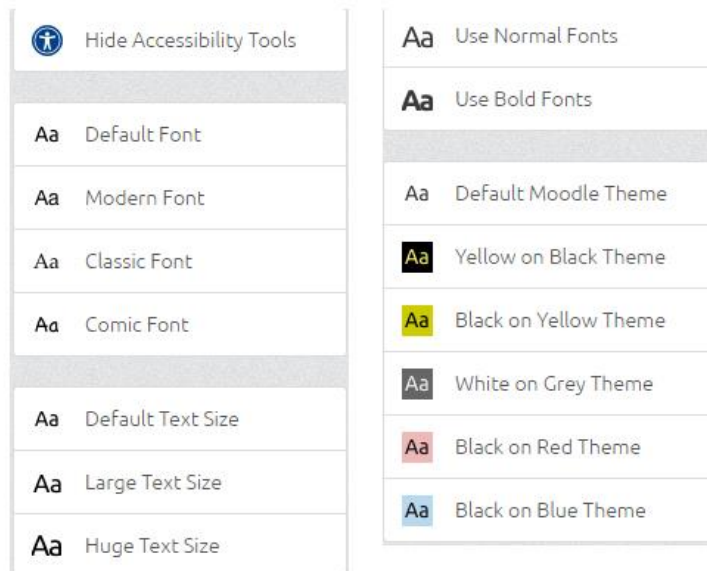 Hide Accessibility Tools
Aa Default Font
Aa Modern Font
Aa Classic Font
Aa Comic Font
Aa Default Text Size
Aa Large Text Size
Aa Huge Text Size
Aa Use Normal Fonts
Aa Use Bold Fonts
Aa Default Moodle Theme
Aa Yellow on Black Theme
Aa Black on Yellow Theme
Aa White on Grey Theme
Aa Black on Red Theme
Aa Black on Blue Theme